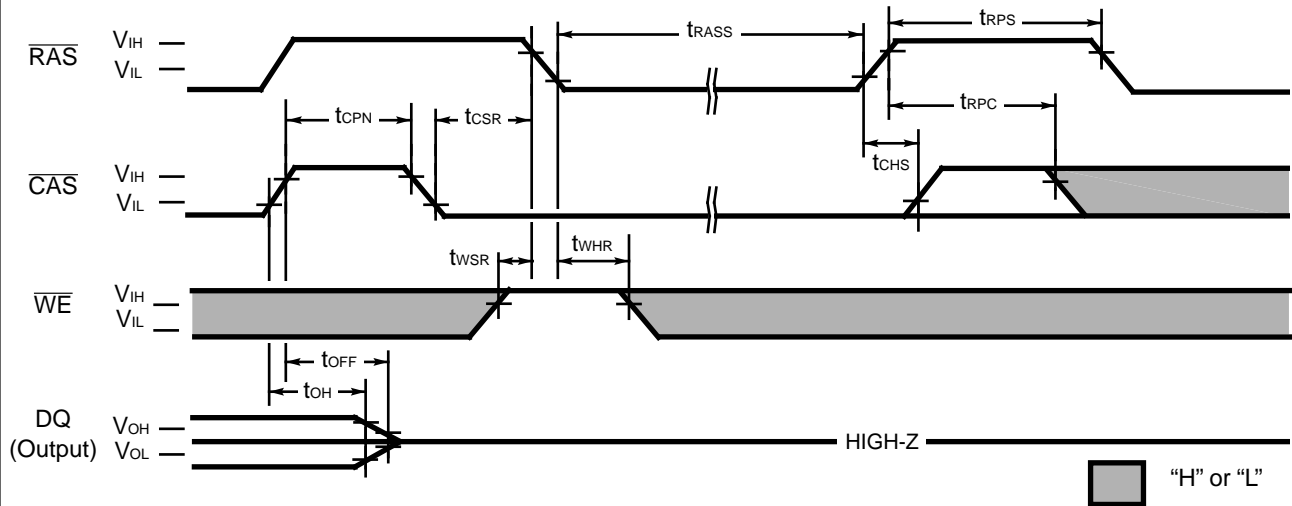 tRASS
tRPS
RAS
VIH
VIL
tCPN
tCSR
tRPC
tCHS
CAS
VIH
VIL
tWSR
tWHR
WE
VIH
VIL
tOFF
tOH
DQ
(Output)
VOH
VOL
HIGH-Z
“H” or “L”